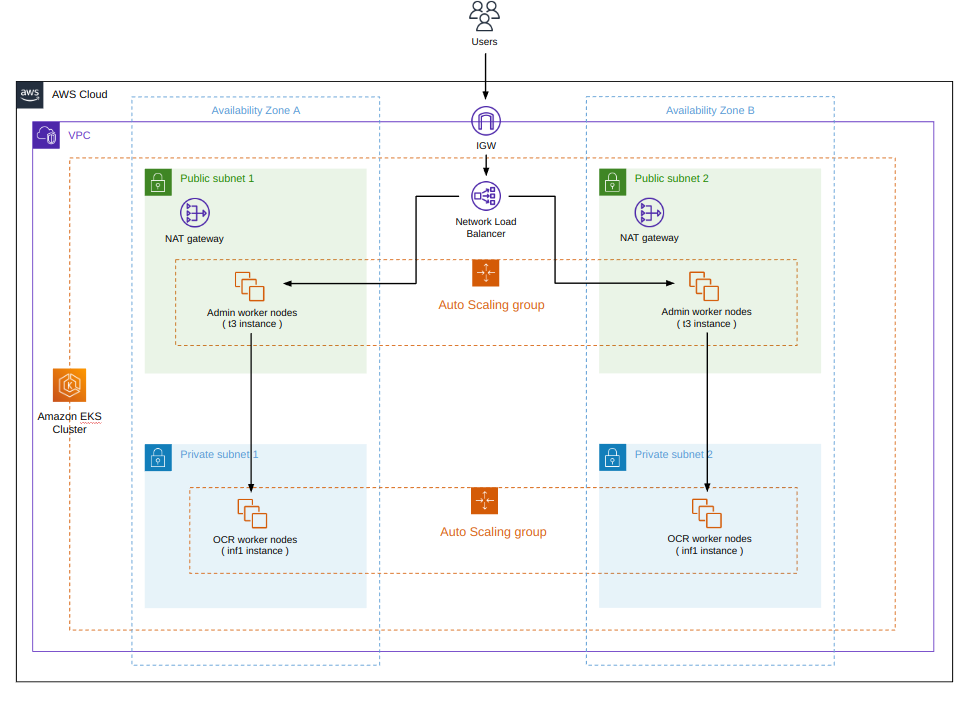 Users
aws
AWS Cloud
Availability Zone A
Availability Zone B
VPC
IGW
Public subnet 1
Public subnet 2
Network Load
Balancer
NAT gateway
NAT gateway
Auto Scaling group
Admin worker nodes
( t3 instance )
Admin worker nodes
( t3 instance )
K
Amazon EKS
Cluster
Private subnet 1
Private subnet 2
Auto Scaling group
OCR worker nodes
( inf1 instance )
OCR worker nodes
( inf1 instance )